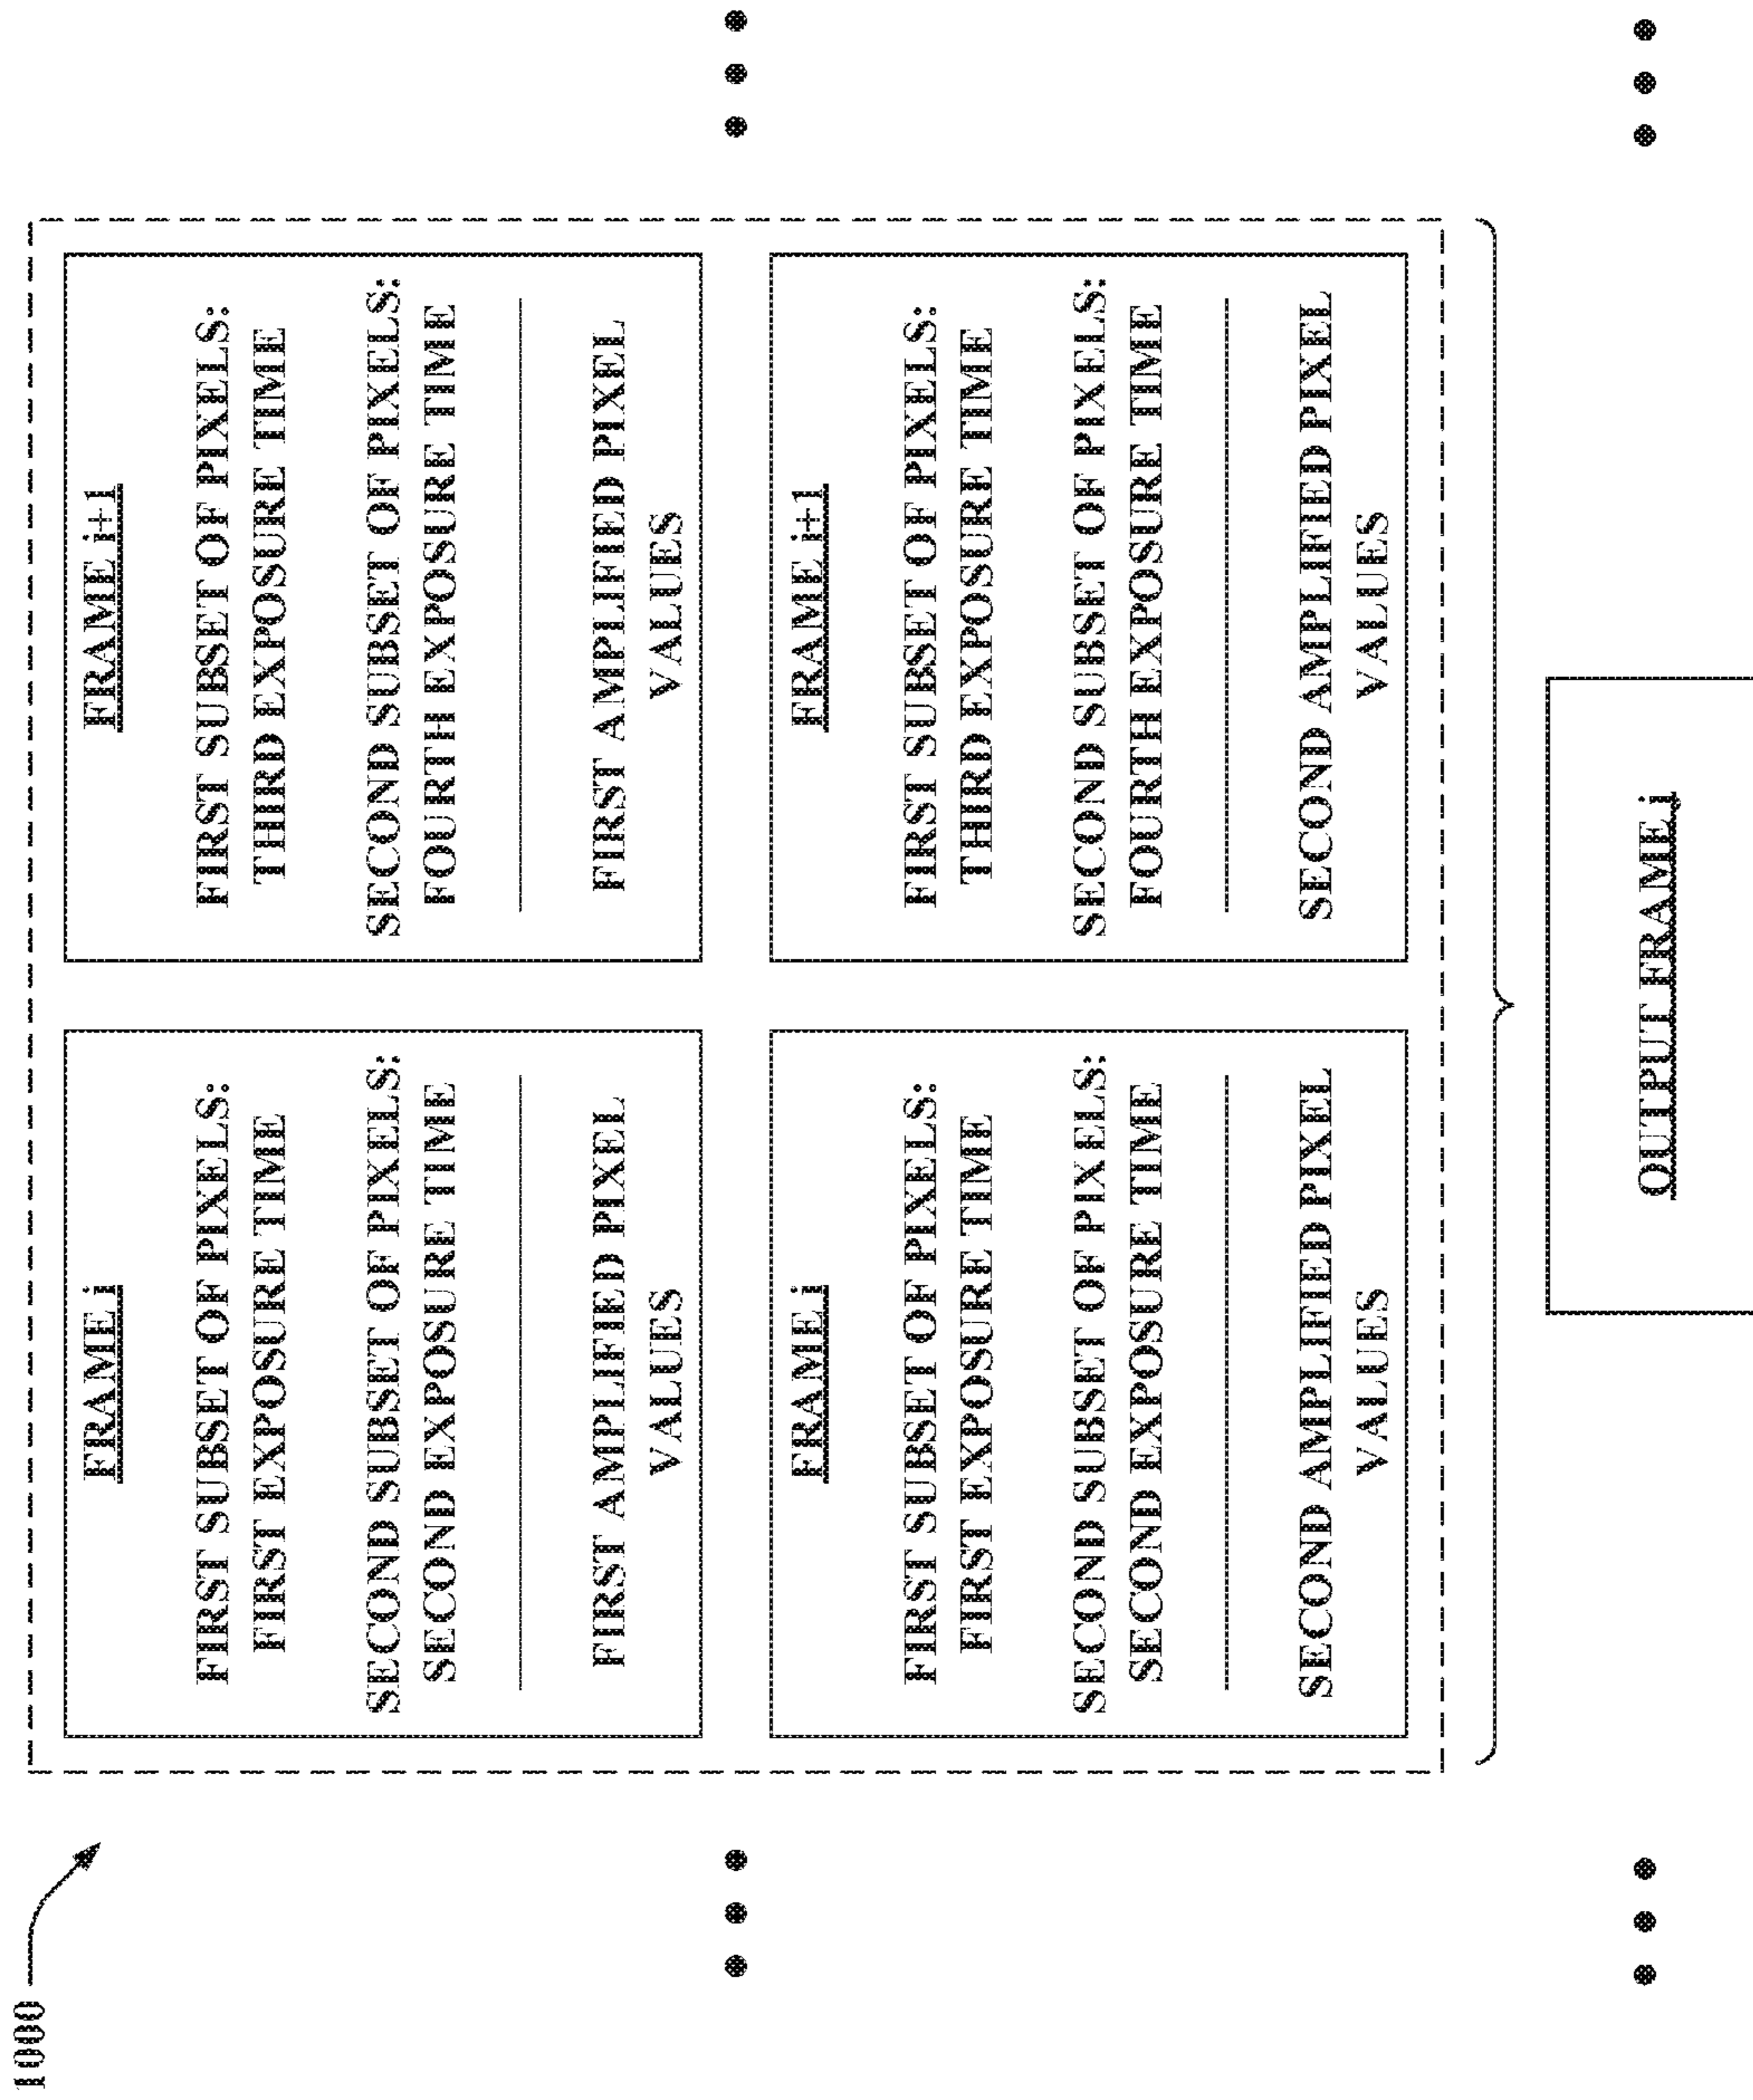 1000
FRAME i
FIRST SUBSET OF PIXELS:
FIRST EXPOSURE TIME
SECOND SUBSET OF PIXELS:
SECOND EXPOSURE TIME
FIRST AMPLIFIED PIXEL
VALUES
FRAME i+1
FIRST SUBSET OF PIXELS:
THIRD EXPOSURE TIME
SECOND SUBSET OF PIXELS:
FOURTH EXPOSURE TIME
FIRST AMPLIFIED PIXEL
VALUES
FRAME i
FIRST SUBSET OF PIXELS:
FIRST EXPOSURE TIME
SECOND SUBSET OF PIXELS:
SECOND EXPOSURE TIME
SECOND AMPLIFIED PIXEL
VALUES
FRAME i+1
FIRST SUBSET OF PIXELS:
THIRD EXPOSURE TIME
SECOND SUBSET OF PIXELS:
FOURTH EXPOSURE TIME
SECOND AMPLIFIED PIXEL
VALUES
OUTPUT FRAME j